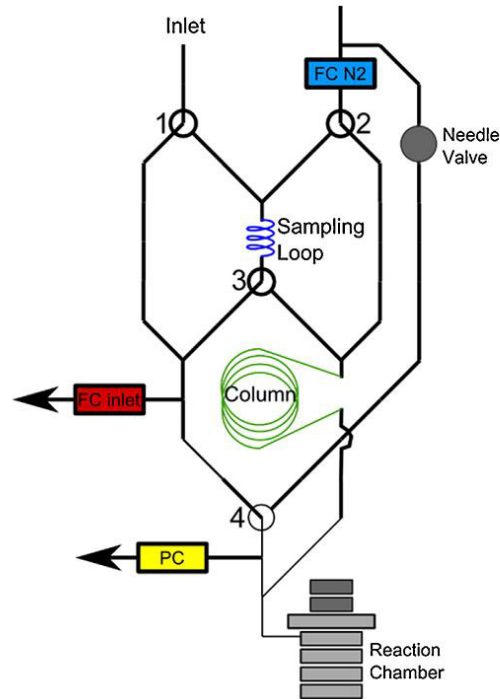 Inlet
FC N2
1
2
Needle
Valve
Sampling
Loop
3
Column
FC inlet
4
PC
Reaction
Chamber